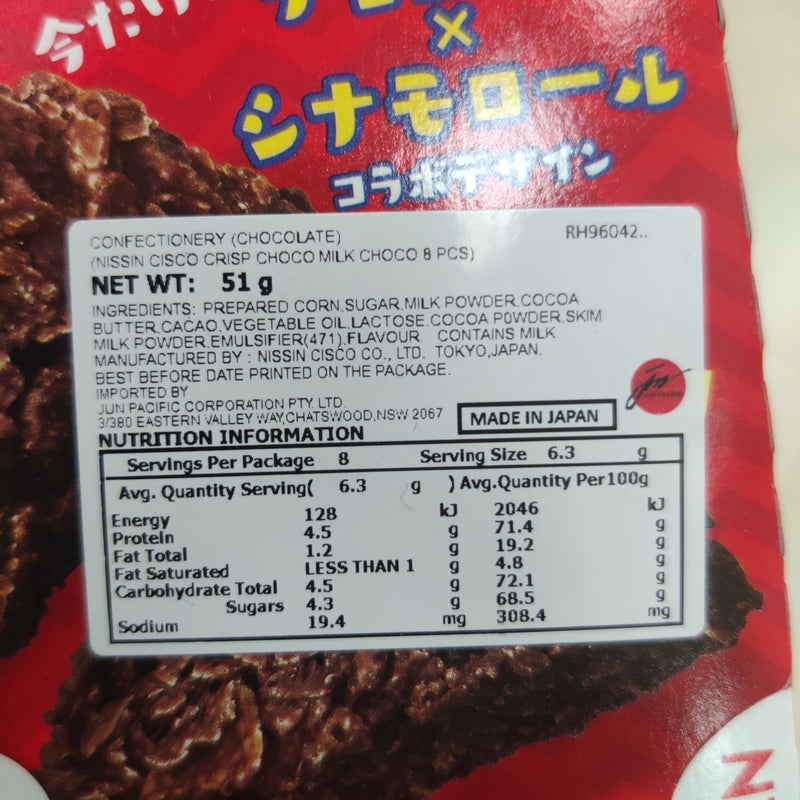 今だけ
×
シナモロール
コラボデザイン
CONFECTIONERY (CHOCOLATE)
RH96042..
(NISSIN CISCO CRISP CHOCO MILK CHOCO 8 PCS)
NET WT: 51 g
INGREDIENTS: PREPARED CORN,SUGAR,MILK POWDER,COCOA
BUTTER,CACAO,VEGETABLE OIL,LACTOSE.COCOA POWDER,SKIM
MILK POWDER,EMULSIFIER(471),FLAVOUR CONTAINS MILK.
MANUFACTURED BY : NISSIN CISCO CO., LTD. TOKYO,JAPAN.
BEST BEFORE DATE PRINTED ON THE PACKAGE.
IMPORTED BY
JUN PACIFIC CORPORATION PTY. LTD.
3/380 EASTERN VALLEY WAY,CHATSWOOD,NSW 2067
MADE IN JAPAN
jun
JUN PACIFIC
NUTRITION INFORMATION
Servings Per Package 8 Serving Size 6.3 g
Avg. Quantity Serving( 6.3 g ) Avg.Quantity Per100g
Energy 128 kJ 2046 kJ
Protein 4.5 g 71.4 g
Fat Total 1.2 g 19.2 g
Fat Saturated LESS THAN 1 g 4.8 g
Carbohydrate Total 4.5 g 72.1 g
Sugars 4.3 g 68.5 g
Sodium 19.4 mg 308.4 mg